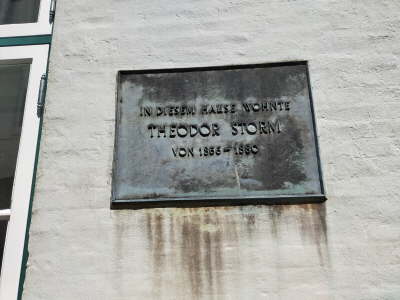 IN DIESEM HAUSE WOHNTE
THEODOR STORM
VON 1866 – 1880